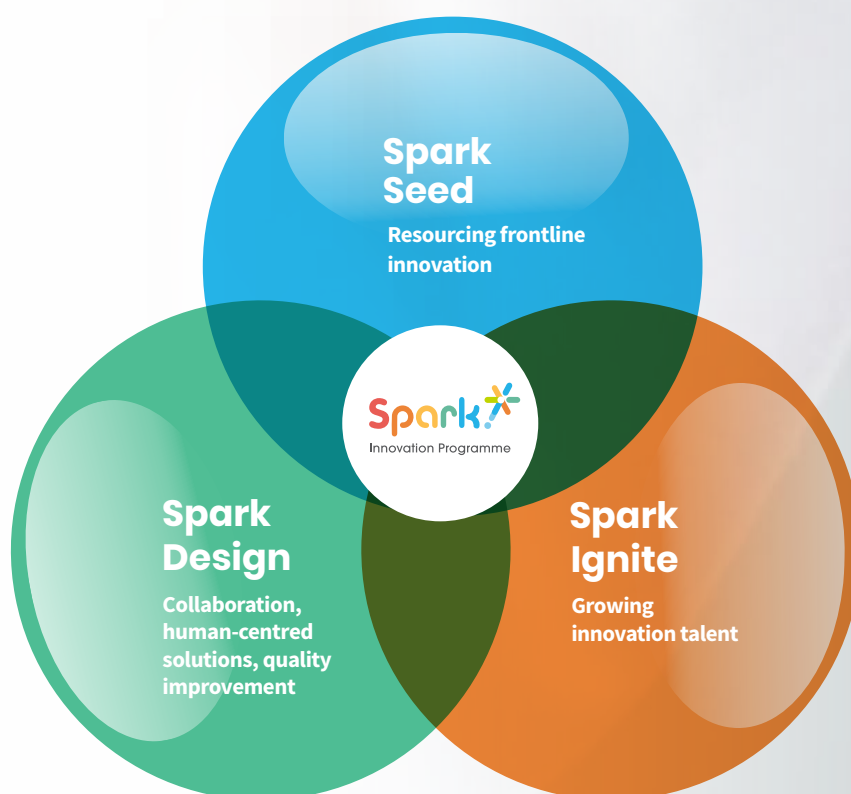 Spark
Seed
Resourcing frontline
innovation
Spark
Innovation Programme
Spark
Design
Collaboration,
human-centred
solutions, quality
improvement
Spark
Ignite
Growing
innovation talent